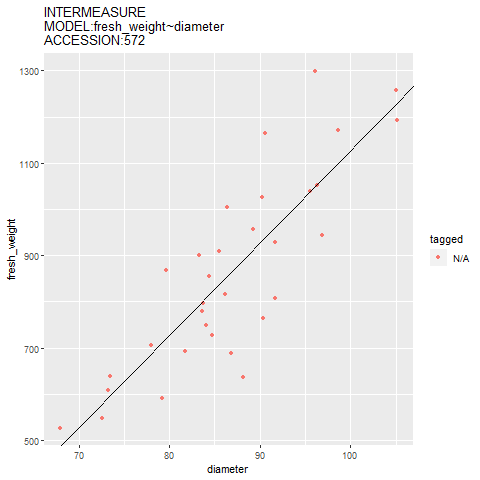 INTERMEASURE
MODEL:fresh_weight~diameter
ACCESSION:572
1300
1100
900
700
500
fresh_weight
70 80 90 100
diameter
tagged
N/A